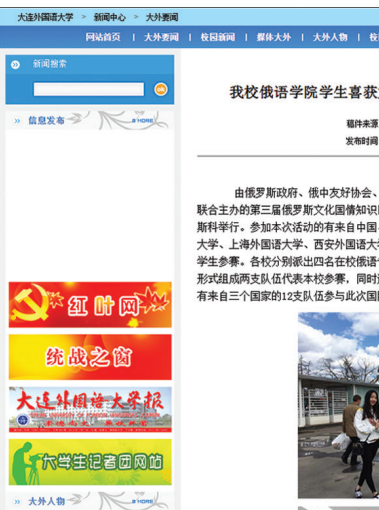 大连外国语大学 > 新闻中心 > 大外要闻
网站首页 | 大外要闻 | 校园新闻 | 媒体大外 | 大外人物 | 校
新闻搜索
ok
信息发布
HOME
我校俄语学院学生喜获
稿件来源
发布时间
由俄罗斯政府、俄中友好协会、
联合主办的第三届俄罗斯文化国情知识
斯科举行。参加本次活动的有来自中国
大学、上海外国语大学、西安外国语大
学生参赛。各校分别派出四名在校俄语
形式组成两支队伍代表本校参赛，同时
有来自三个国家的12支队伍参与此次国
红叶网
统战之窗
大连外国语大学报
大学生记者团网站
大外人物
HOME